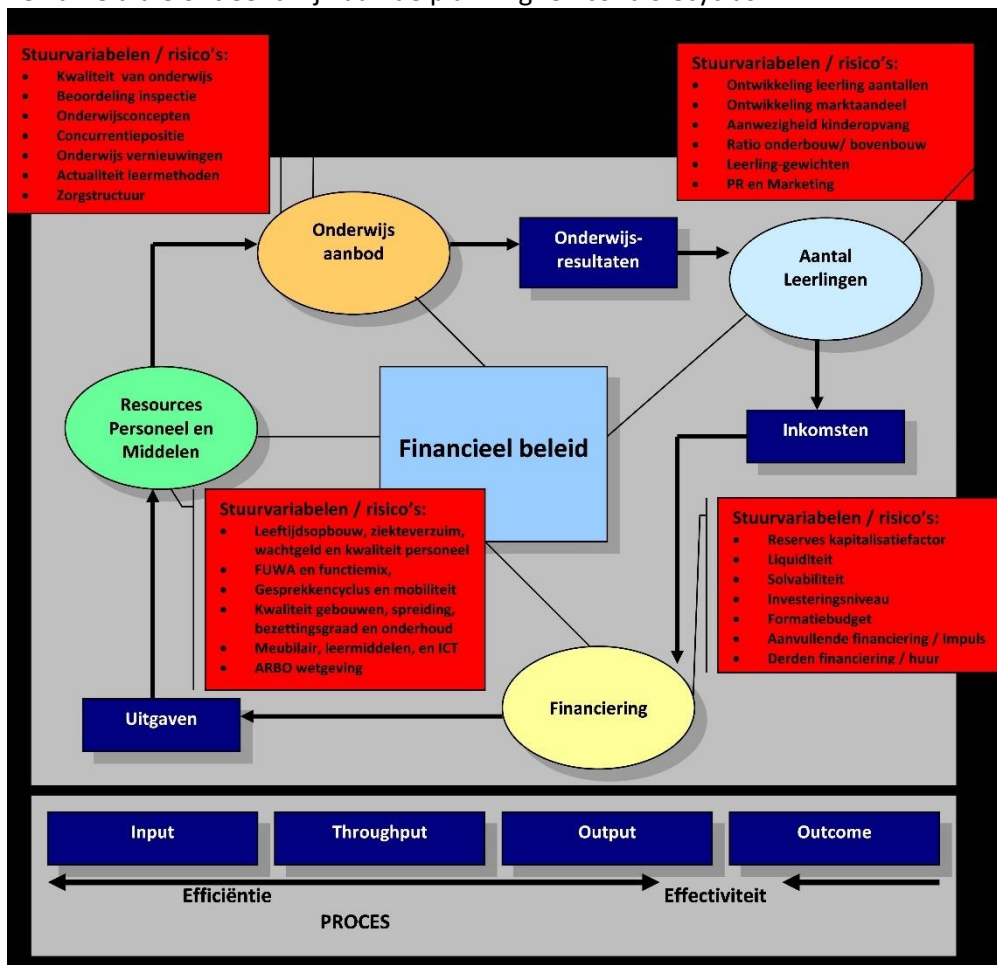 Stuurvariabelen / risico's:
• Kwaliteit van onderwijs
• Beoordeling inspectie
• Onderwijsconcepten
• Concurrentiepositie
• Onderwijs vernieuwingen
• Actualiteit leermethoden
• Zorgstructuur
Stuurvariabelen / risico's:
• Ontwikkeling leerling aantallen
• Ontwikkeling marktaandeel
• Aanwezigheid kinderopvang
• Ratio onderbouw/ bovenbouw
• Leerling-gewichten
• PR en Marketing
Onderwijs
aanbod
Onderwijs-
resultaten
Aantal
Leerlingen
Resources
Personeel en
Middelen
Financieel beleid
Inkomsten
Stuurvariabelen / risico's:
• Leeftijdsopbouw, ziekteverzuim,
wachtgeld en kwaliteit personeel
• FUWA en functiemix,
• Gesprekkencyclus en mobiliteit
• Kwaliteit gebouwen, spreiding,
bezettingsgraad en onderhoud
• Meubilair, leermiddelen, en ICT
• ARBO wetgeving
Stuurvariabelen / risico's:
• Reserves kapitalisatiefactor
• Liquiditeit
• Solvabiliteit
• Investeringsniveau
• Formatiebudget
• Aanvullende financiering / impuls
• Derden financiering / huur
Uitgaven
Financiering
Input
Throughput
Output
Outcome
Efficiëntie
Effectiviteit
PROCES